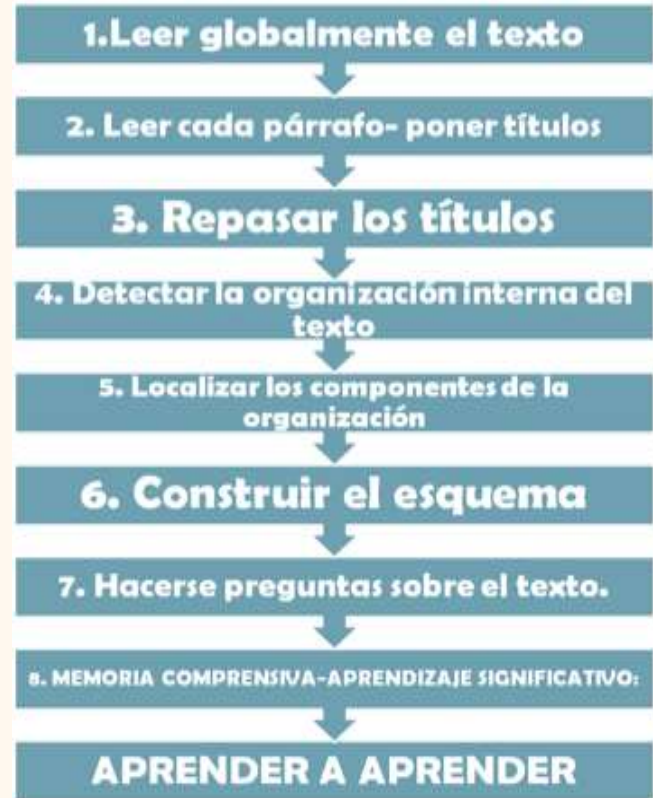 1.Leer globalmente el texto
2. Leer cada párrafo- poner títulos
3. Repasar los títulos
4. Detectar la organización interna del
texto
5. Localizar los componentes de la
organización
6. Construir el esquema
7. Hacerse preguntas sobre el texto.
8. MEMORIA COMPRENSIVA-APRENDIZAJE SIGNIFICATIVO:
APRENDER A APRENDER